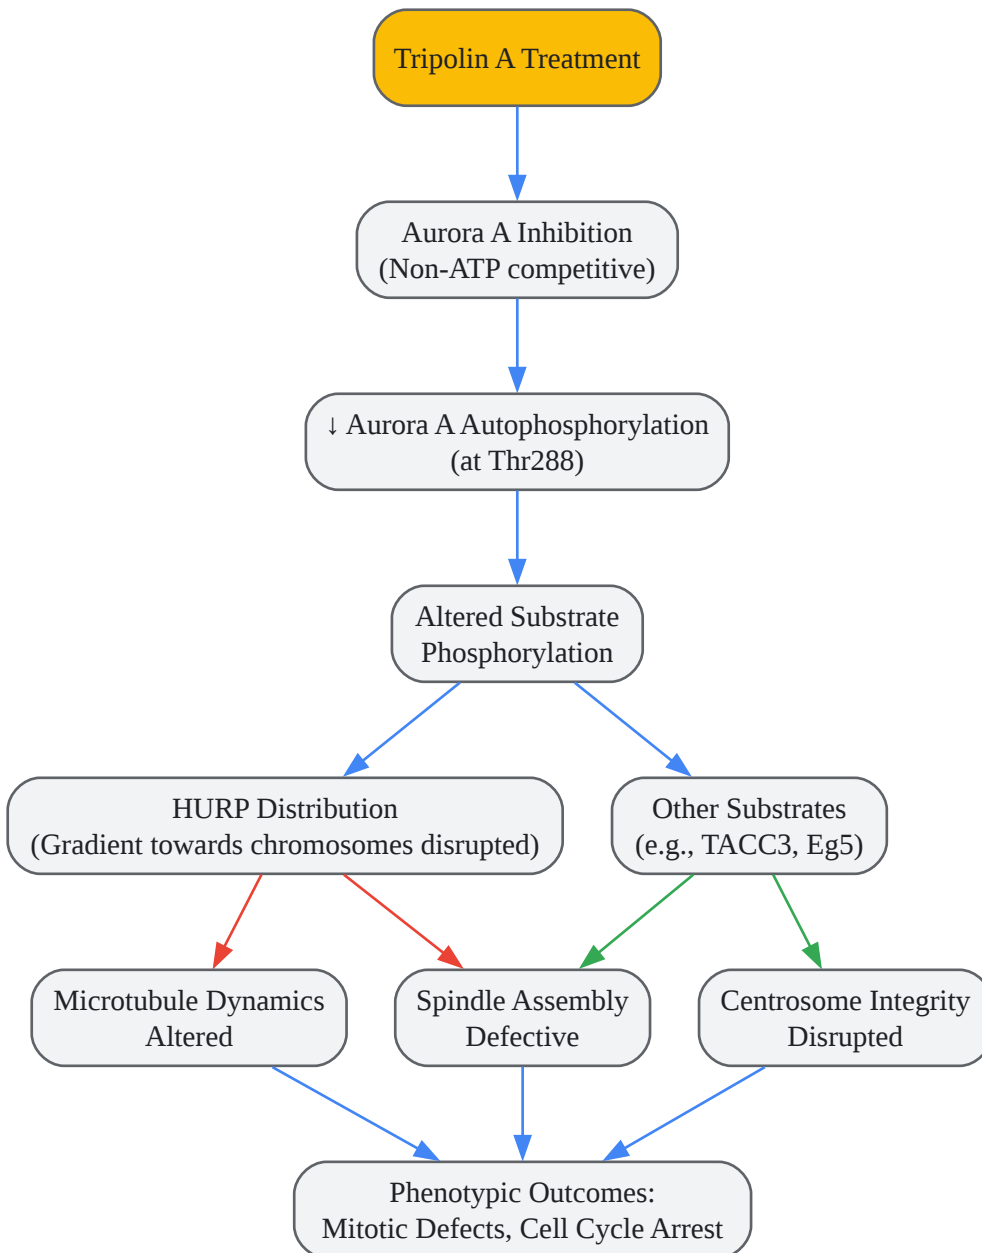 Tripolin A Treatment
Aurora A Inhibition
(Non-ATP competitive)
↓ Aurora A Autophosphorylation
(at Thr288)
Altered Substrate
Phosphorylation
HURP Distribution
(Gradient towards chromosomes disrupted)
Other Substrates
(e.g., TACC3, Eg5)
Microtubule Dynamics
Altered
Spindle Assembly
Defective
Centrosome Integrity
Disrupted
Phenotypic Outcomes:
Mitotic Defects, Cell Cycle Arrest